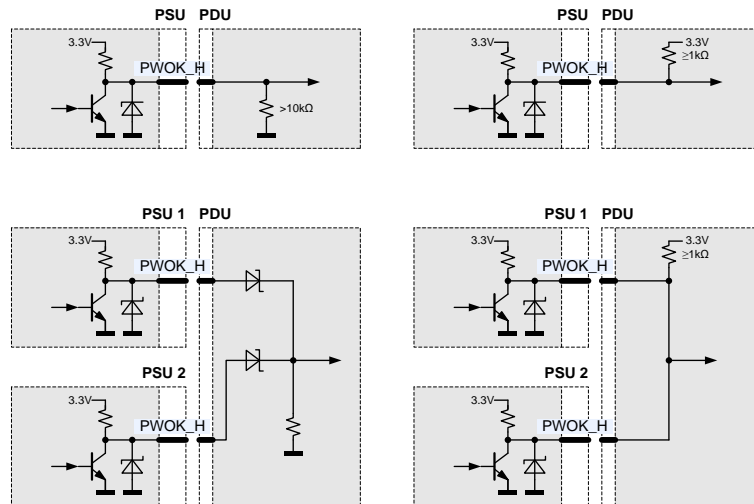 PSU PDU
3.3V
PWOK_H
>10kΩ
PSU PDU
3.3V
PWOK_H
3.3V
≥1kΩ
PSU 1 PDU
3.3V
PWOK_H
PSU 2
3.3V
PWOK_H
PSU 1 PDU
3.3V
PWOK_H
3.3V
≥1kΩ
PSU 2
3.3V
PWOK_H